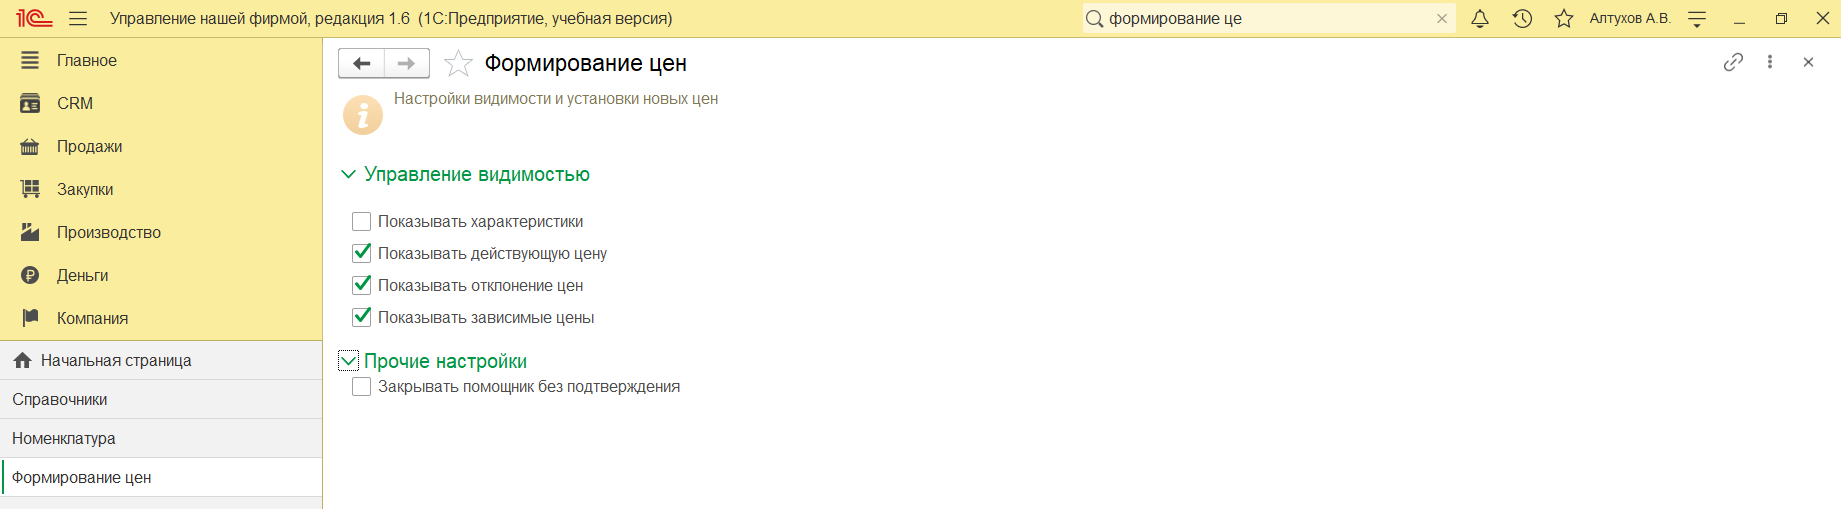 1С Управление нашей фирмой, редакция 1.6 (1С:Предприятие, учебная версия) формирование це Алтухов А.В.
Главное
CRM
Продажи
Закупки
Производство
Деньги
Компания
Начальная страница
Справочники
Номенклатура
Формирование цен
Формирование цен
Настройки видимости и установки новых цен
Управление видимостью
Показывать характеристики
Показывать действующую цену
Показывать отклонение цен
Показывать зависимые цены
Прочие настройки
Закрывать помощник без подтверждения